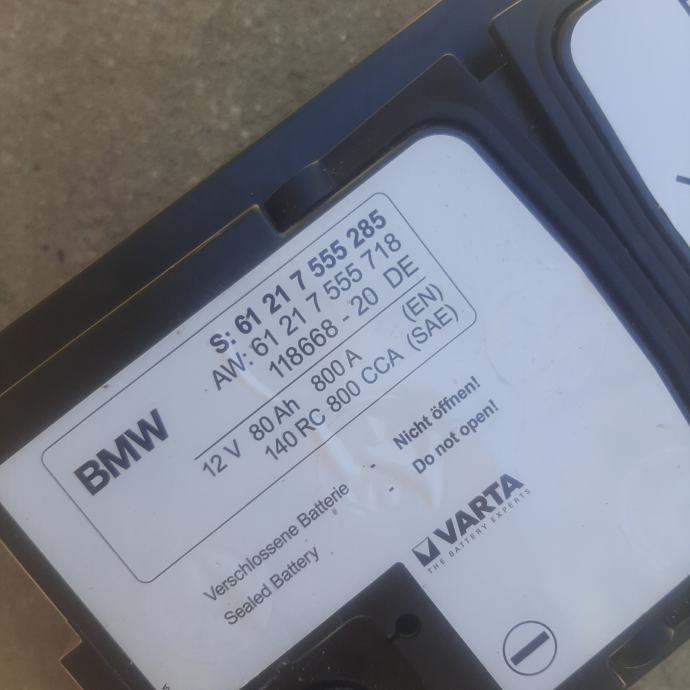 BMW
S: 61 21 7 555 285
AW: 61 21 7 555 718
118668 - 20 DE
12 V 80 Ah 800 A (EN)
140 RC 800 CCA (SAE)
Verschlossene Batterie - Nicht öffnen!
Sealed Battery - Do not open!
VARTA
THE BATTERY EXPERTS